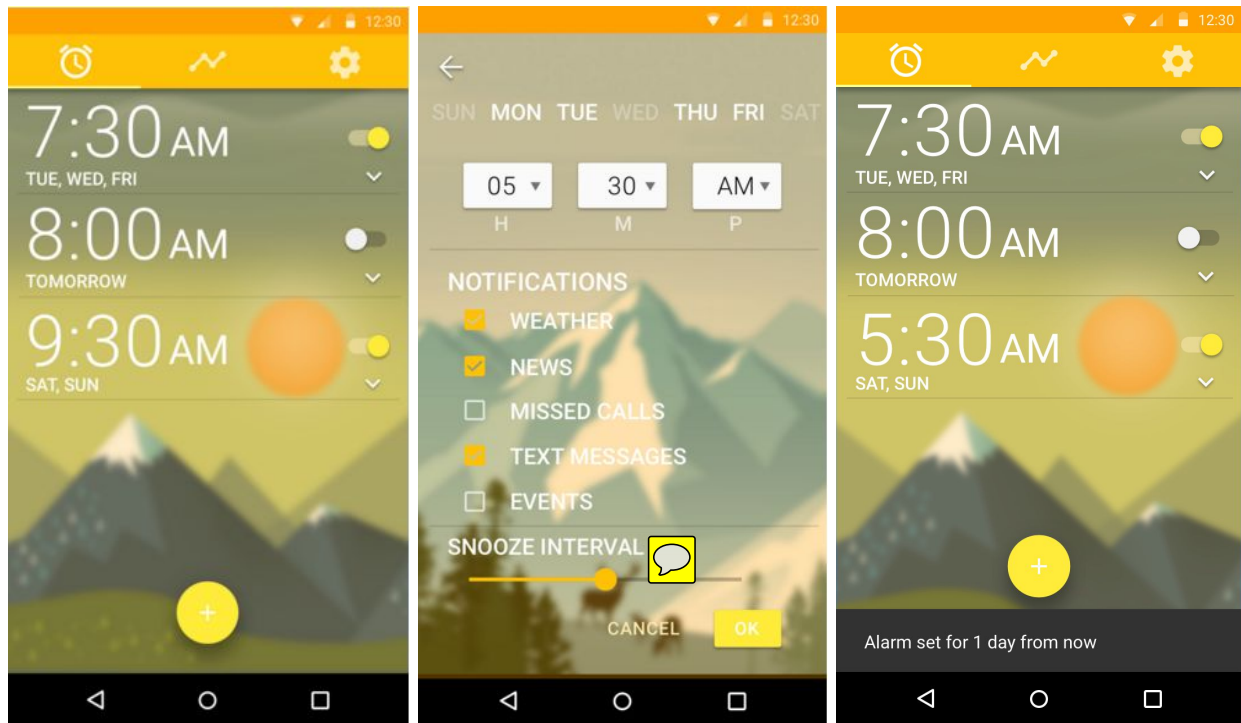 12:30
7:30 AM
TUE, WED, FRI
8:00 AM
TOMORROW
9:30 AM
SAT, SUN
+
12:30
SUN MON TUE WED THU FRI SAT
05 30 AM
H M P
NOTIFICATIONS
WEATHER
NEWS
MISSED CALLS
TEXT MESSAGES
EVENTS
SNOOZE INTERVAL
CANCEL OK
12:30
7:30 AM
TUE, WED, FRI
8:00 AM
TOMORROW
5:30 AM
SAT, SUN
+
Alarm set for 1 day from now